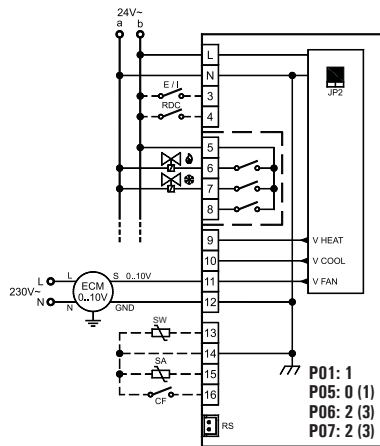 24V~
a b
L
N
JP2
E / I
3
RDC
4
5
6
7
8
9 V HEAT
10 V COOL
L L S 0...10V 11 V FAN
230V~ ECM
0..10V
N N GND 12
SW 13
14
SA 15
CF 16
RS
P01: 1
P05: 0 (1)
P06: 2 (3)
P07: 2 (3)